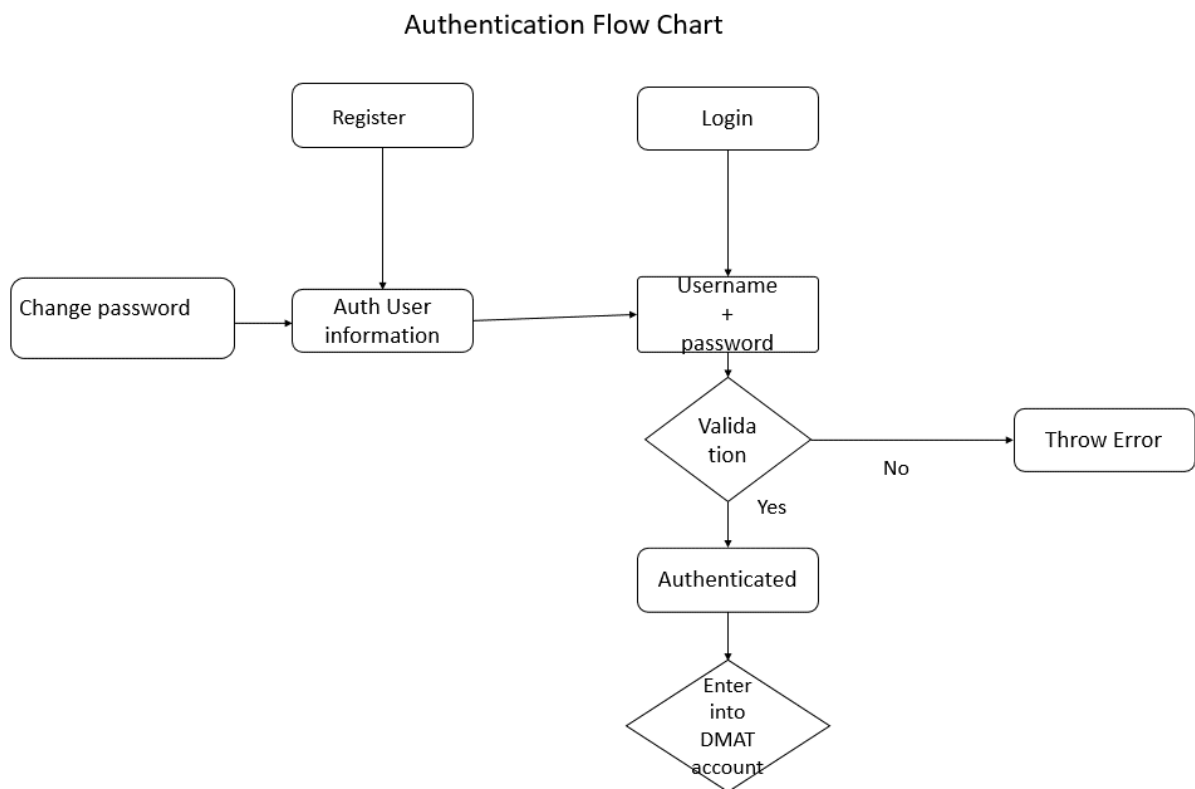 Authentication Flow Chart
Register
Login
Change password
Auth User
information
Username
+
password
Valida
tion
No
Throw Error
Yes
Authenticated
Enter
into
DMAT
account